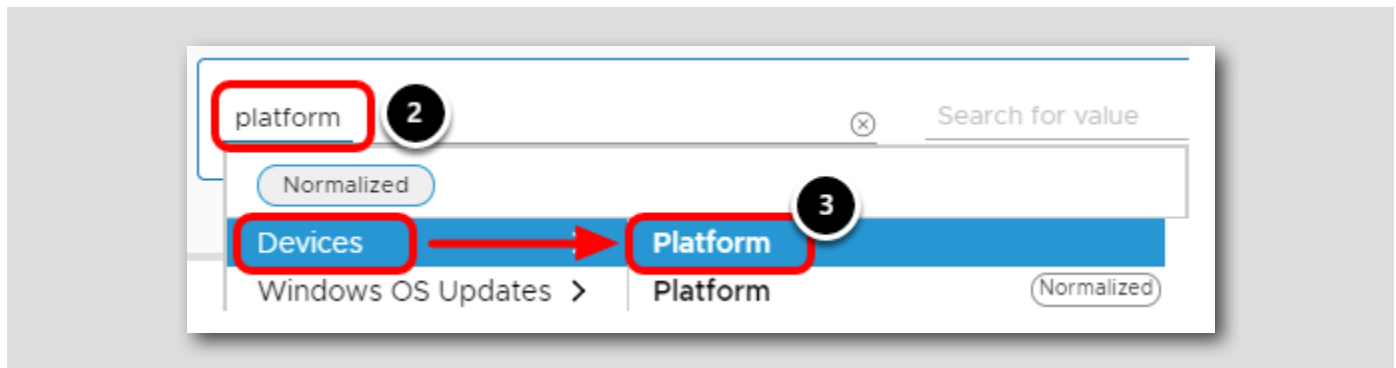 platform 2 Search for value
Normalized
3
Devices Platform
Windows OS Updates > Platform Normalized